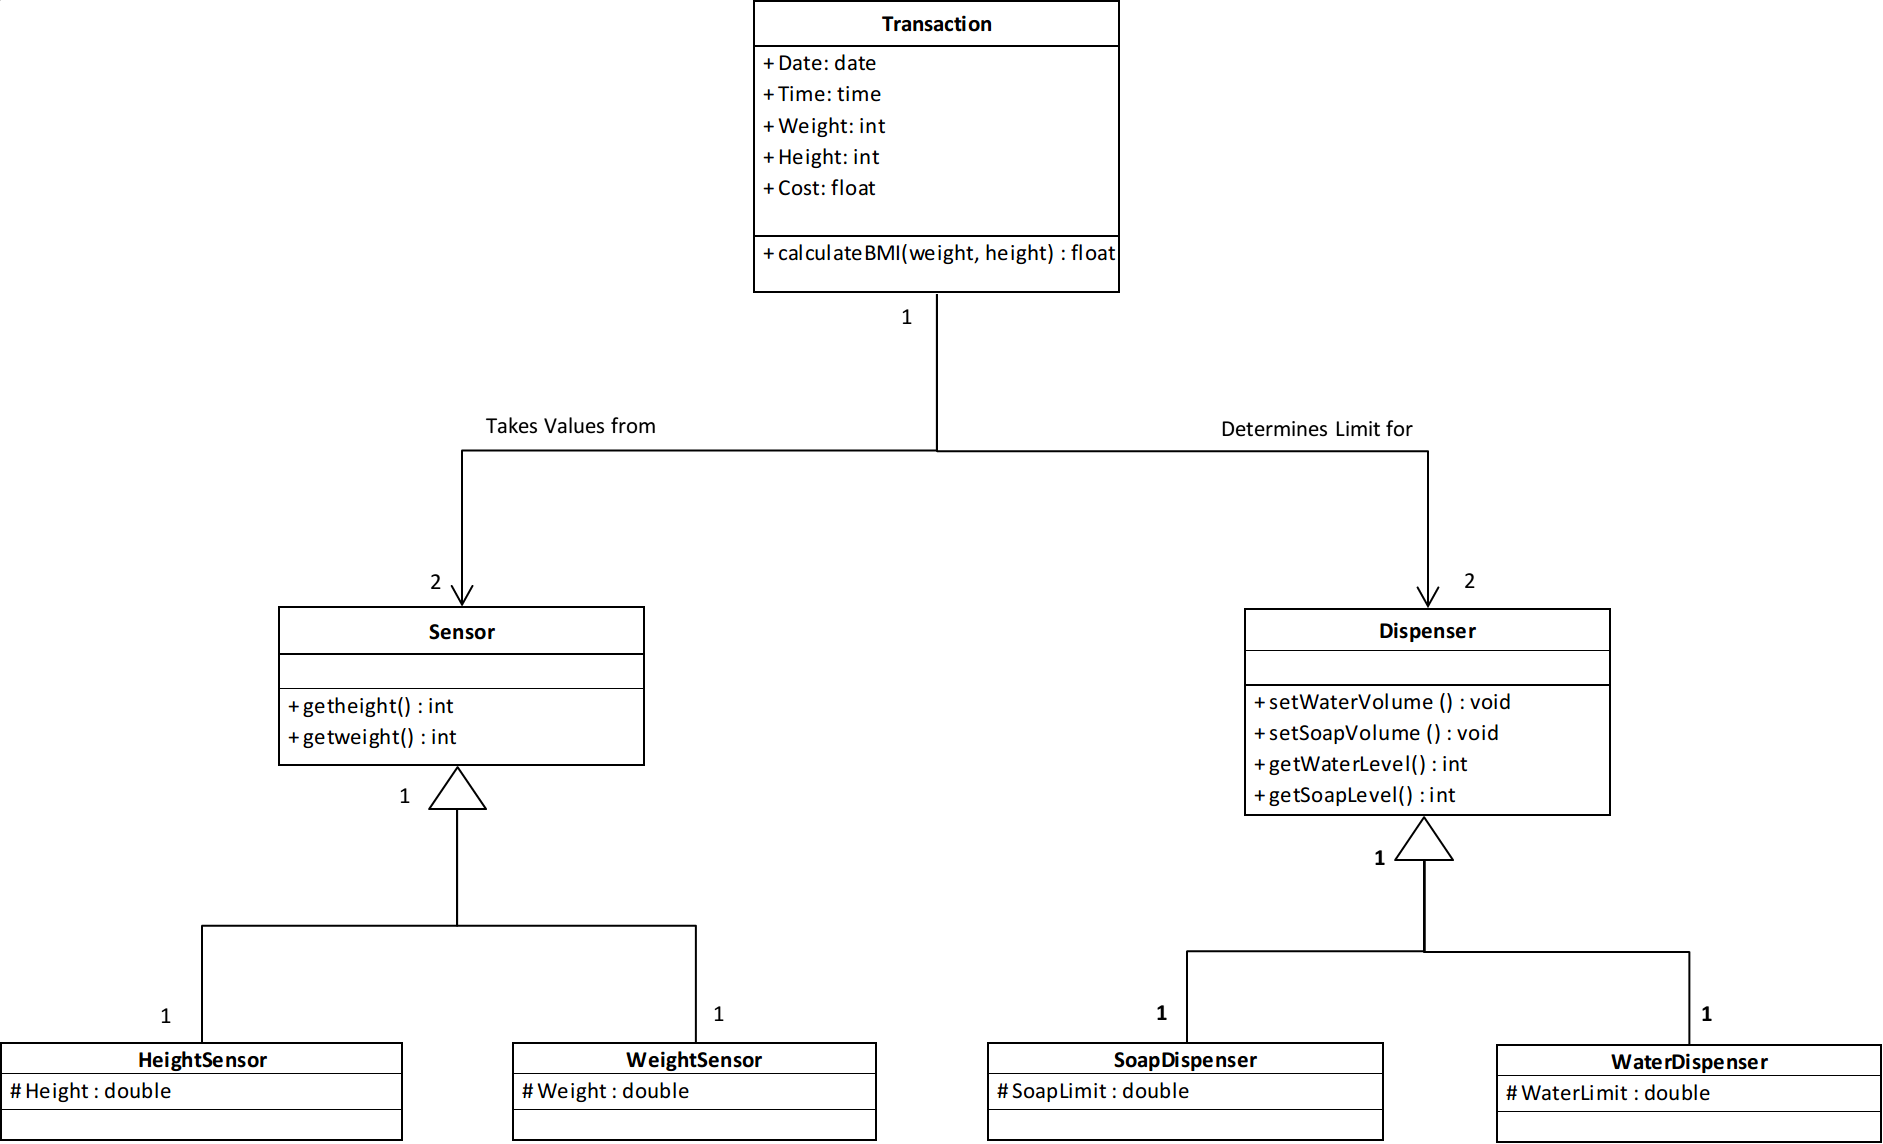 Transaction
+ Date: date
+ Time: time
+ Weight: int
+ Height: int
+ Cost: float
+ calculateBMI(weight, height) : float
1
Takes Values from
Determines Limit for
2
2
Sensor
+ getheight() : int
+ getweight() : int
1
Dispenser
+ setWaterVolume () : void
+ setSoapVolume () : void
+ getWaterLevel() : int
+ getSoapLevel() : int
1
1
1
1
1
HeightSensor
# Height : double
WeightSensor
# Weight : double
SoapDispenser
# SoapLimit : double
WaterDispenser
# WaterLimit : double